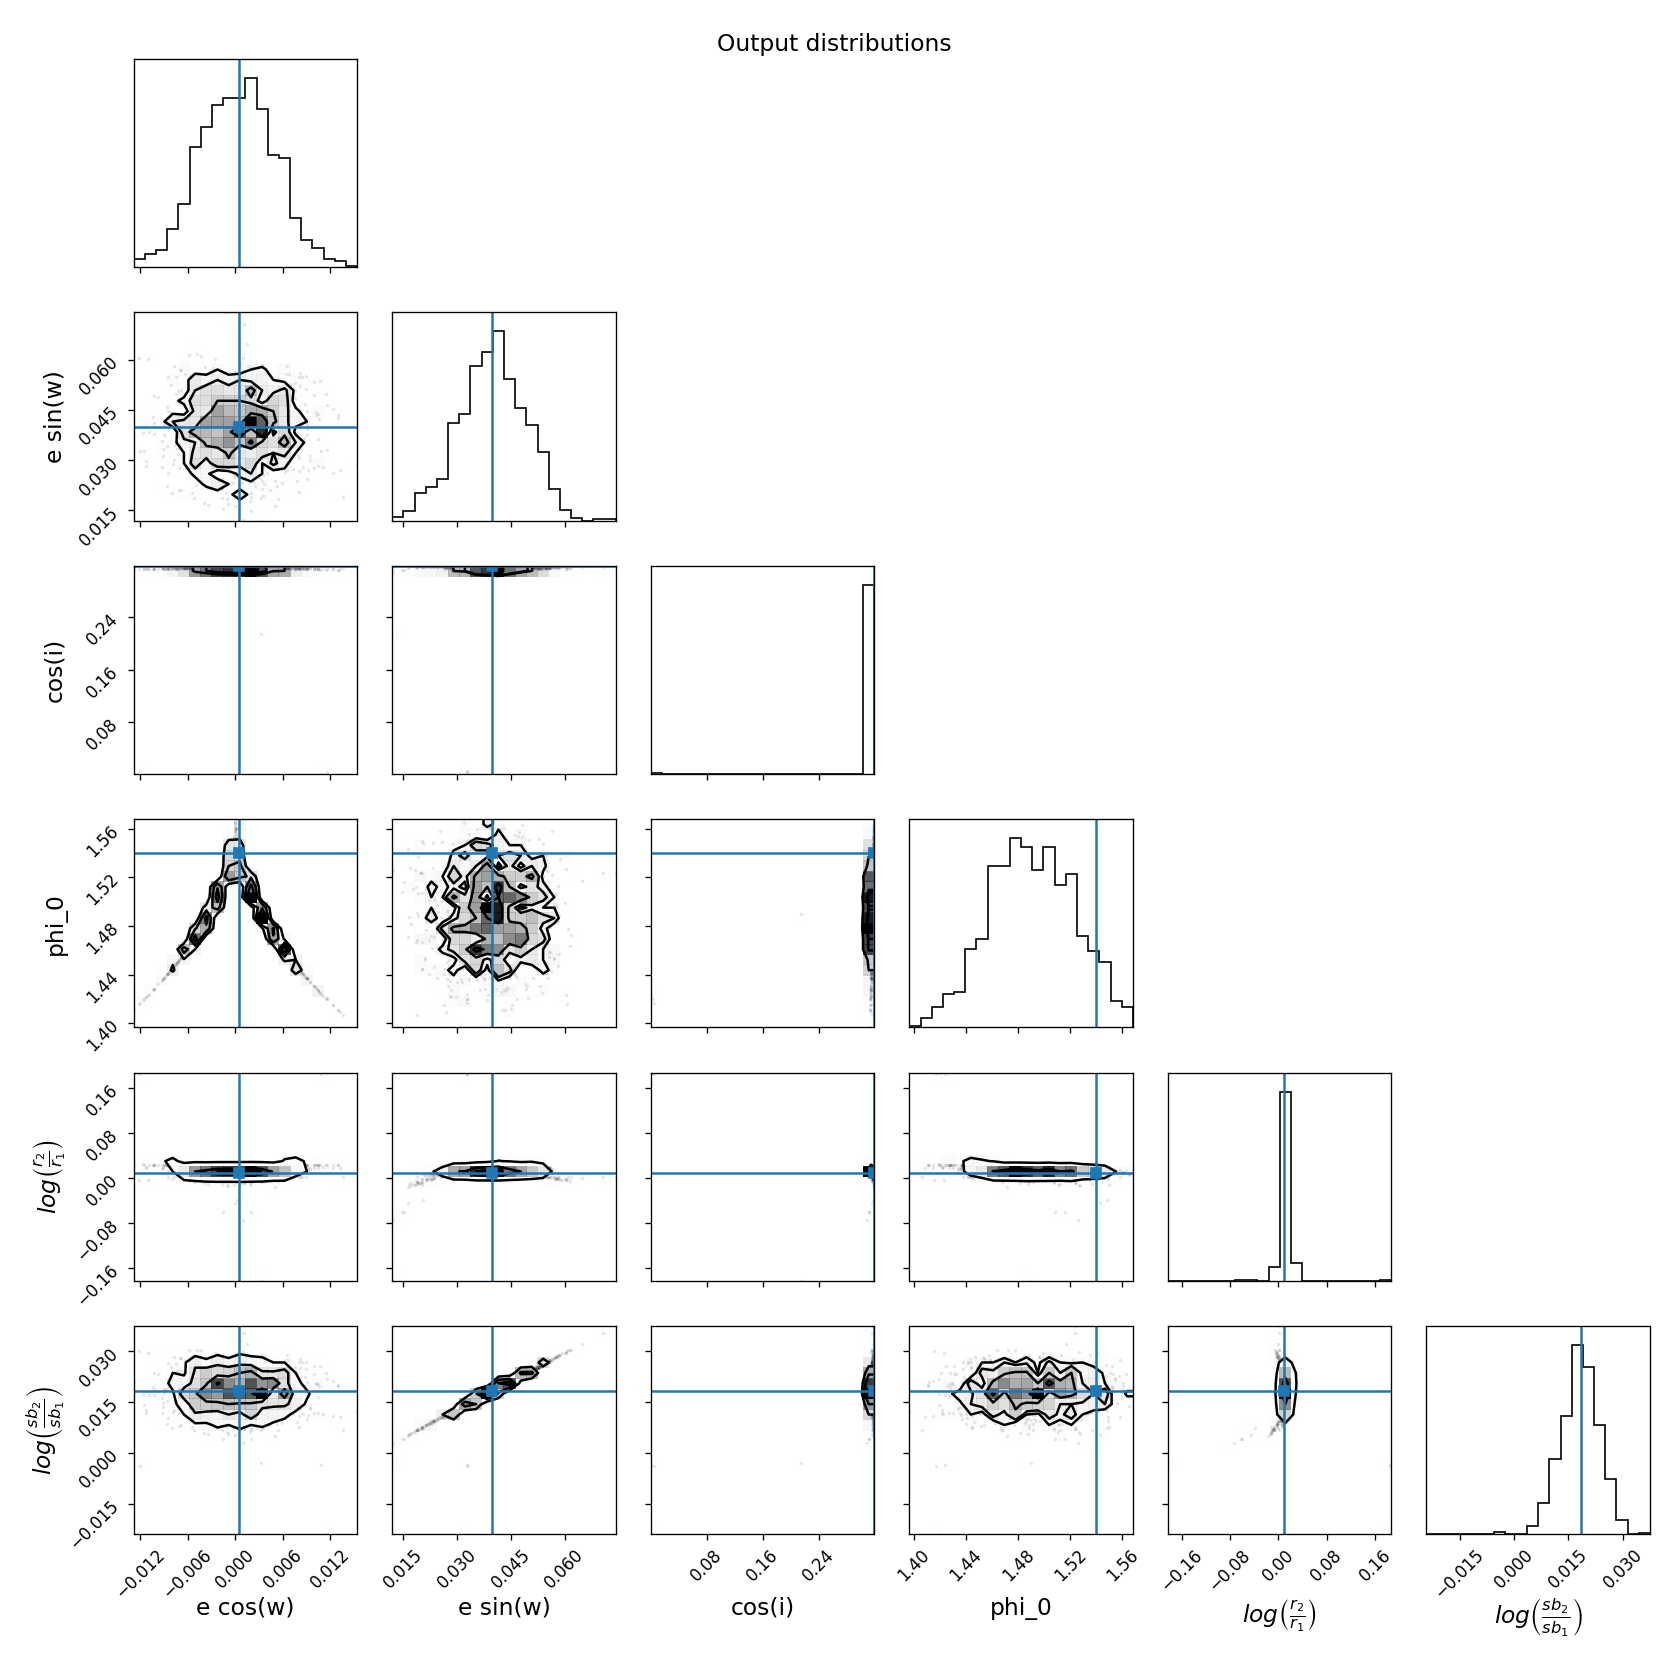 Output distributions
e sin(w)
0.060
0.045
0.030
0.015
cos(i)
0.24
0.16
0.08
phi_0
1.56
1.52
1.48
1.44
1.40
log(r₂/r₁)
0.16
0.08
0.00
−0.08
−0.16
log(sb₂/sb₁)
0.030
0.015
0.000
−0.015
−0.012 −0.006 0.000 0.006 0.012 0.015 0.030 0.045 0.060 0.08 0.16 0.24 1.40 1.44 1.48 1.52 1.56 −0.16 −0.08 0.00 0.08 0.16 −0.015 0.000 0.015 0.030
e cos(w) e sin(w) cos(i) phi_0 log(r₂/r₁) log(sb₂/sb₁)